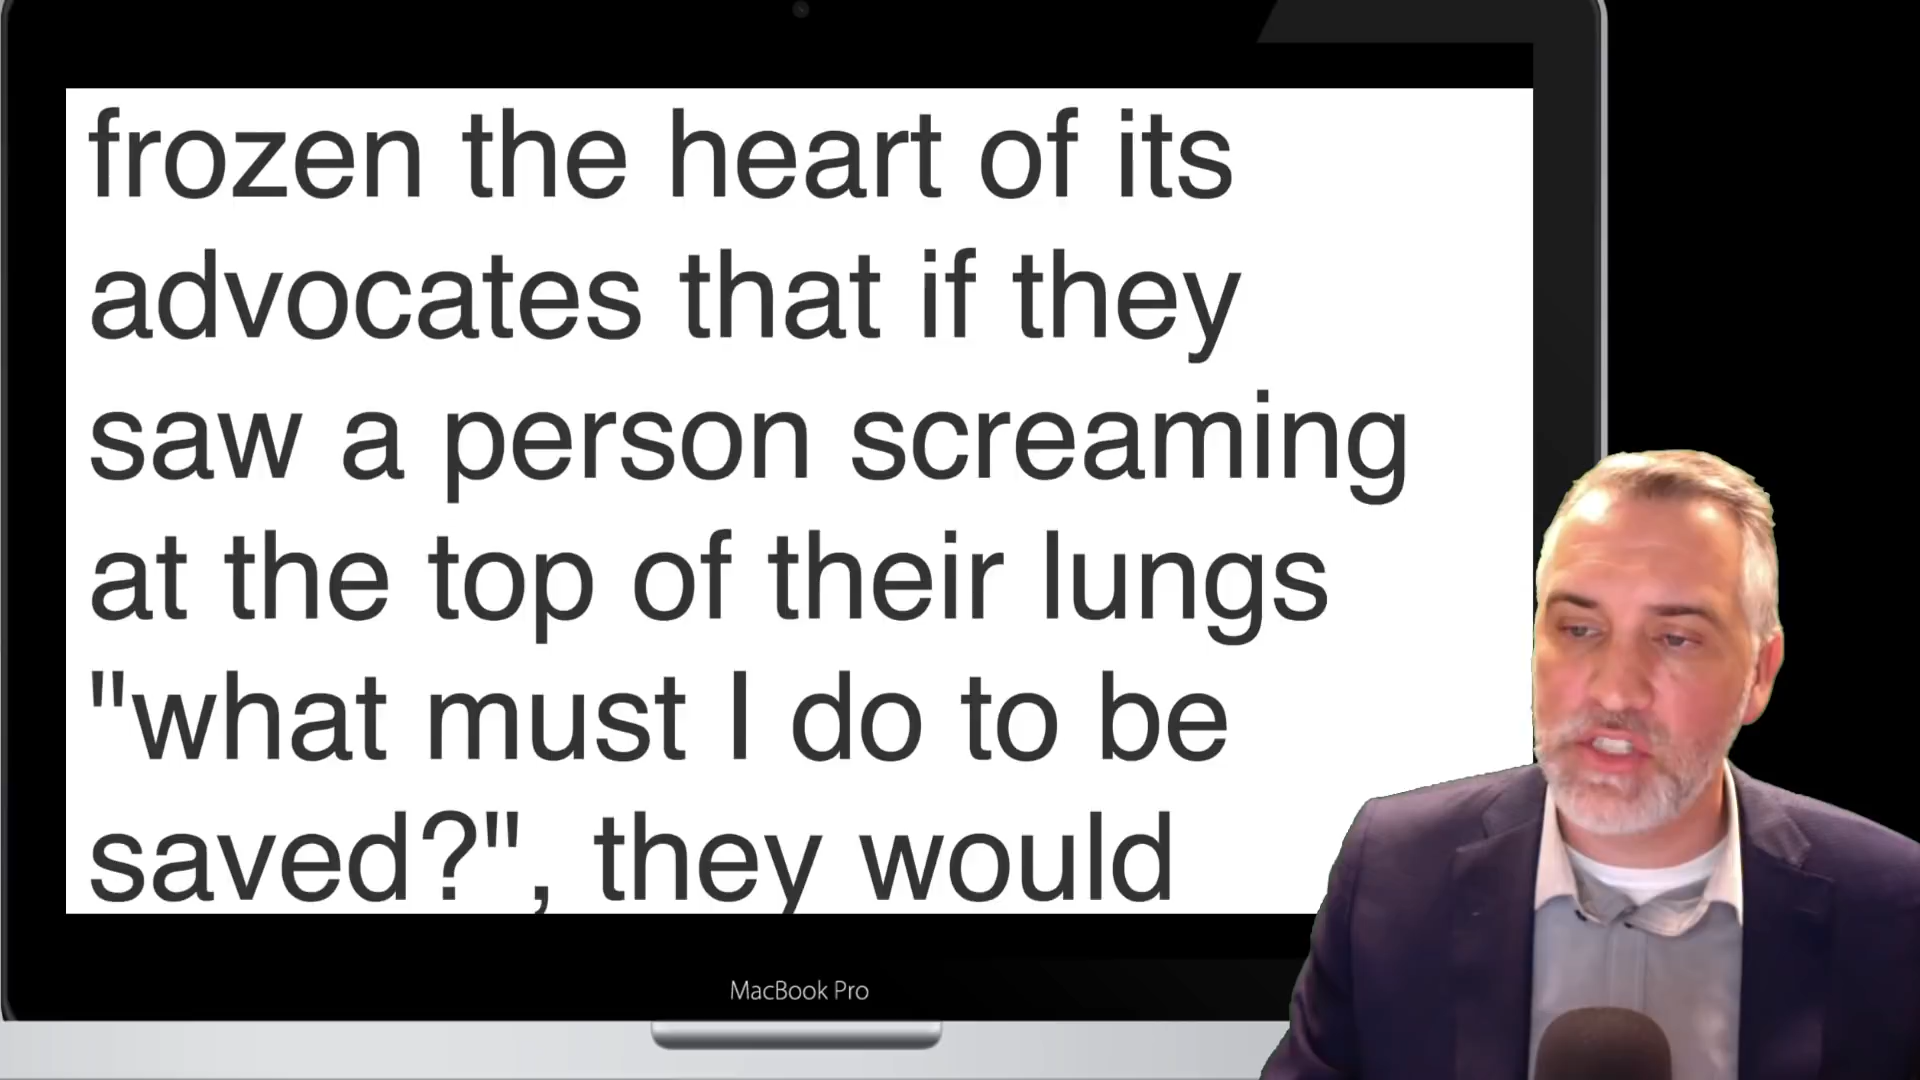 frozen the heart of its
advocates that if they
saw a person screaming
at the top of their lungs
"what must I do to be
saved?", they would
MacBook Pro